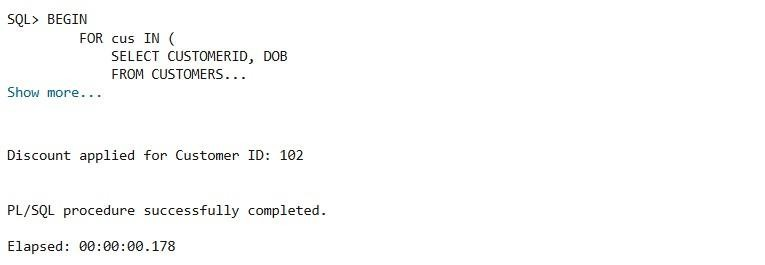 SQL> BEGIN
FOR cus IN (
SELECT CUSTOMERID, DOB
FROM CUSTOMERS...
Show more...
Discount applied for Customer ID: 102
PL/SQL procedure successfully completed.
Elapsed: 00:00:00.178